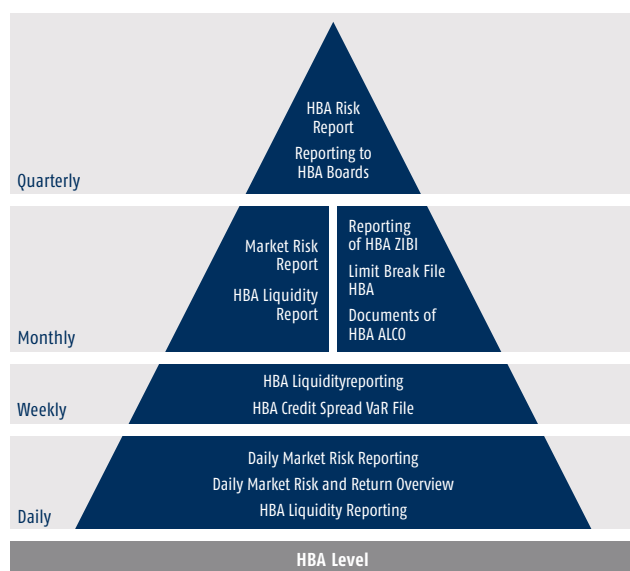 HBA Risk
Report
Reporting to
HBA Boards
Quarterly
Market Risk
Report
HBA Liquidity
Report
Reporting
of HBA ZIBI
Limit Break File
HBA
Documents of
HBA ALCO
Monthly
HBA Liquidityreporting
HBA Credit Spread VaR File
Weekly
Daily Market Risk Reporting
Daily Market Risk and Return Overview
HBA Liquidity Reporting
Daily
HBA Level